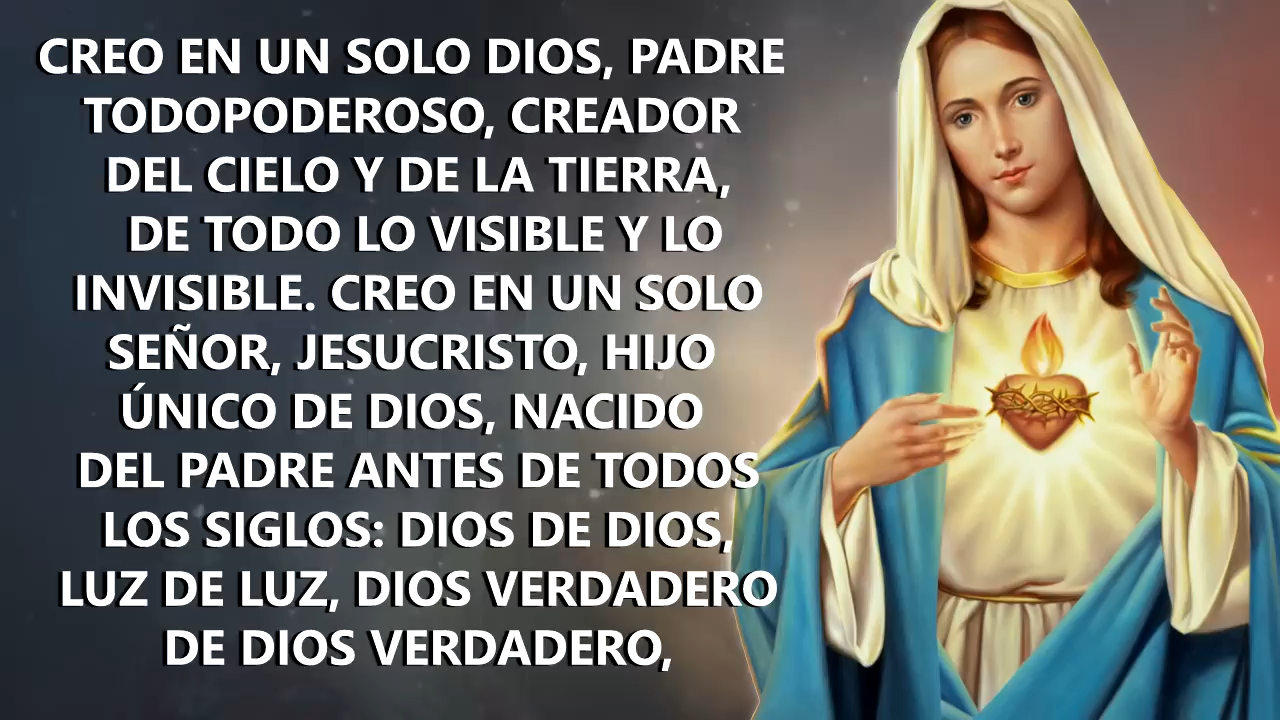 CREO EN UN SOLO DIOS, PADRE
TODOPODEROSO, CREADOR
DEL CIELO Y DE LA TIERRA,
DE TODO LO VISIBLE Y LO
INVISIBLE. CREO EN UN SOLO
SEÑOR, JESUCRISTO, HIJO
ÚNICO DE DIOS, NACIDO
DEL PADRE ANTES DE TODOS
LOS SIGLOS: DIOS DE DIOS,
LUZ DE LUZ, DIOS VERDADERO
DE DIOS VERDADERO,